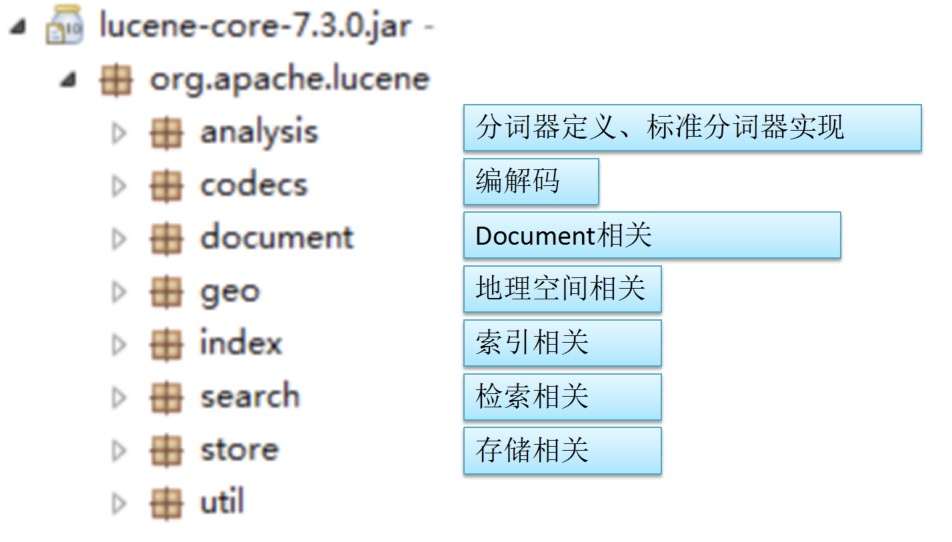 lucene-core-7.3.0.jar -
org.apache.lucene
analysis 分词器定义、标准分词器实现
codecs 编解码
document Document相关
geo 地理空间相关
index 索引相关
search 检索相关
store 存储相关
util